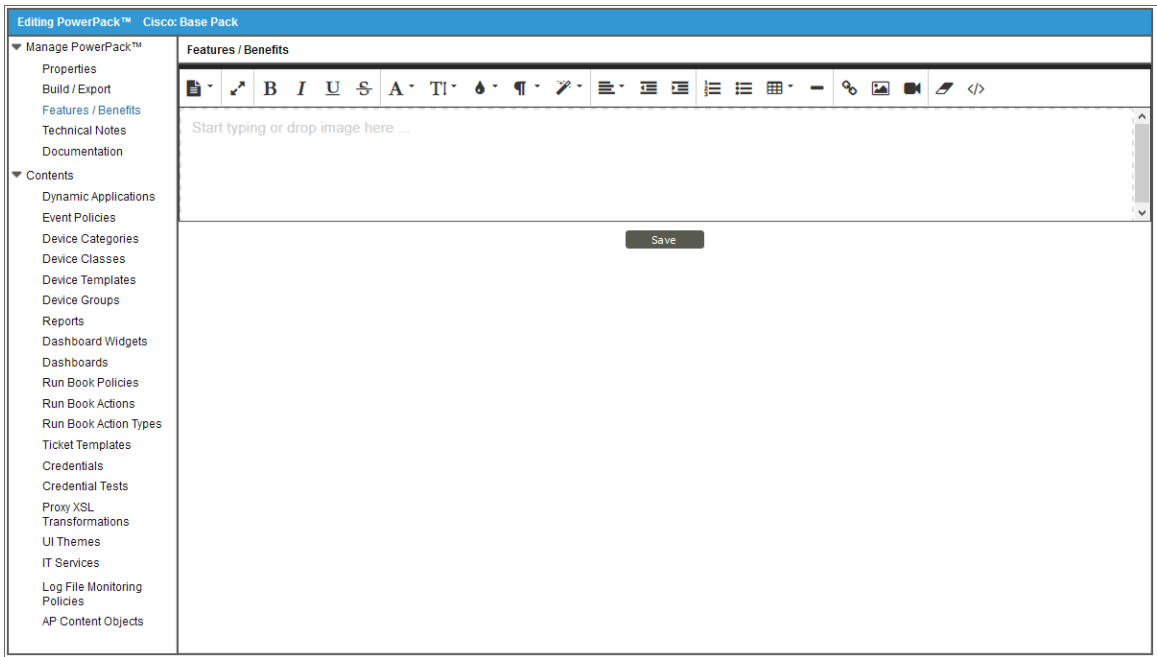 Editing PowerPack™ Cisco: Base Pack
Manage PowerPack™
Properties
Build / Export
Features / Benefits
Technical Notes
Documentation
Contents
Dynamic Applications
Event Policies
Device Categories
Device Classes
Device Templates
Device Groups
Reports
Dashboard Widgets
Dashboards
Run Book Policies
Run Book Actions
Run Book Action Types
Ticket Templates
Credentials
Credential Tests
Proxy XSL
Transformations
UI Themes
IT Services
Log File Monitoring
Policies
AP Content Objects
Features / Benefits
B I U S A T
Start typing or drop image here ...
Save